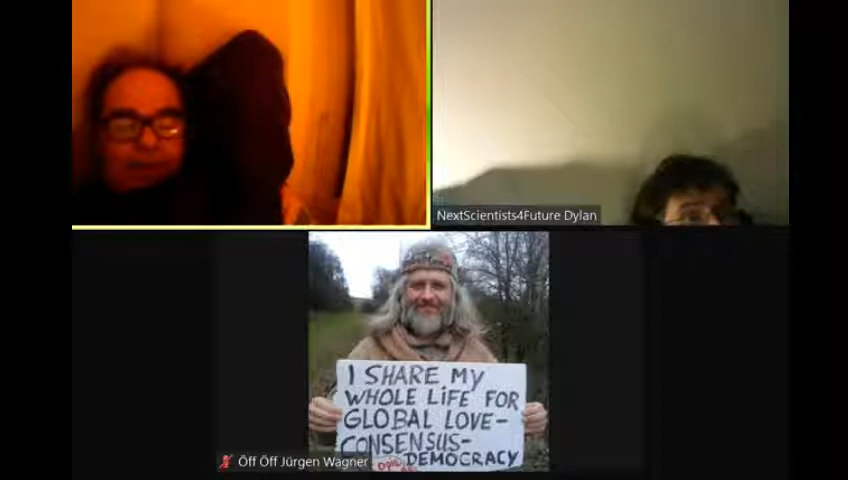 NextScientists4Future Dylan
I SHARE MY
WHOLE LIFE FOR
GLOBAL LOVE-
CONSENSUS-
DEMOCRACY
Öff Öff Jürgen Wagner